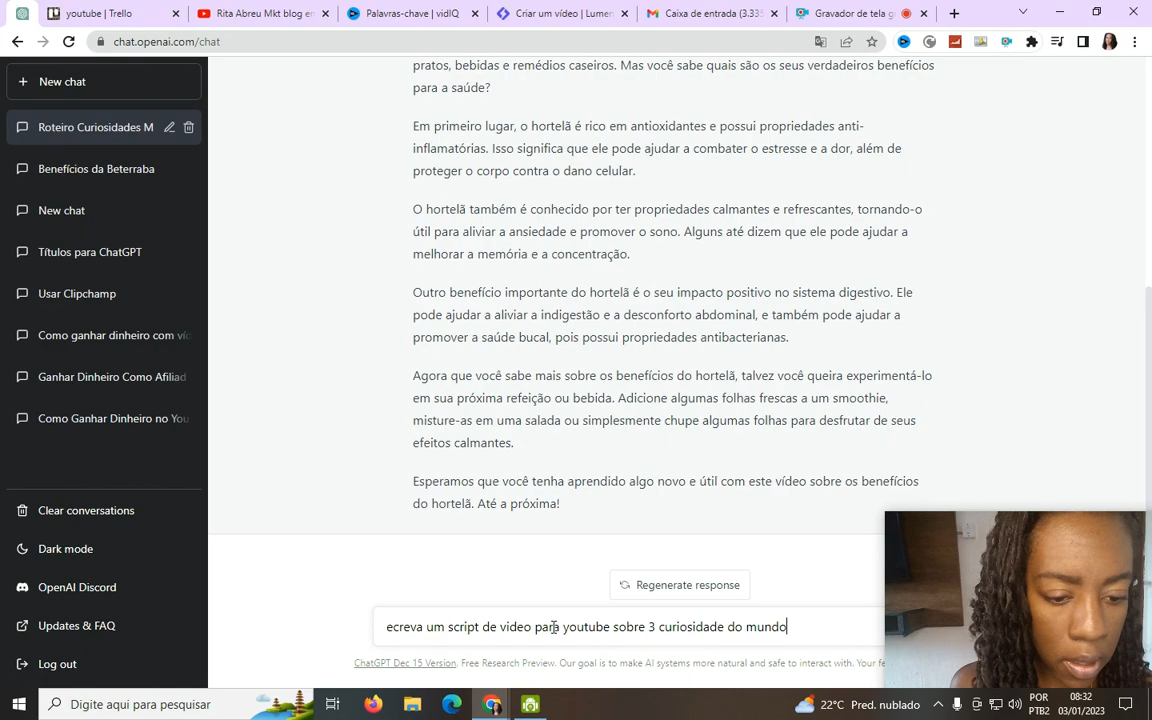 youtube | Trello
Rita Abreu Mkt blog en
Palavras-chave | vidIQ
Criar um vídeo | Lumen
Caixa de entrada (3.335
Gravador de tela g
chat.openai.com/chat
New chat
Roteiro Curiosidades M
Benefícios da Beterraba
New chat
Títulos para ChatGPT
Usar Clipchamp
Como ganhar dinheiro com víd
Ganhar Dinheiro Como Afiliad
Como Ganhar Dinheiro no You
Clear conversations
Dark mode
OpenAI Discord
Updates & FAQ
Log out
pratos, bebidas e remédios caseiros. Mas você sabe quais são os seus verdadeiros benefícios
para a saúde?
Em primeiro lugar, o hortelã é rico em antioxidantes e possui propriedades anti-
inflamatórias. Isso significa que ele pode ajudar a combater o estresse e a dor, além de
proteger o corpo contra o dano celular.
O hortelã também é conhecido por ter propriedades calmantes e refrescantes, tornando-o
útil para aliviar a ansiedade e promover o sono. Alguns até dizem que ele pode ajudar a
melhorar a memória e a concentração.
Outro benefício importante do hortelã é o seu impacto positivo no sistema digestivo. Ele
pode ajudar a aliviar a indigestão e a desconforto abdominal, e também pode ajudar a
promover a saúde bucal, pois possui propriedades antibacterianas.
Agora que você sabe mais sobre os benefícios do hortelã, talvez você queira experimentá-lo
em sua próxima refeição ou bebida. Adicione algumas folhas frescas a um smoothie,
misture-as em uma salada ou simplesmente chupe algumas folhas para desfrutar de seus
efeitos calmantes.
Esperamos que você tenha aprendido algo novo e útil com este vídeo sobre os benefícios
do hortelã. Até a próxima!
Regenerate response
ecreva um script de video para youtube sobre 3 curiosidade do mundo
ChatGPT Dec 15 Version. Free Research Preview. Our goal is to make AI systems more natural and safe to interact with. Your fe
Digite aqui para pesquisar
22°C Pred. nublado
POR
PTB2
08:32
03/01/2023